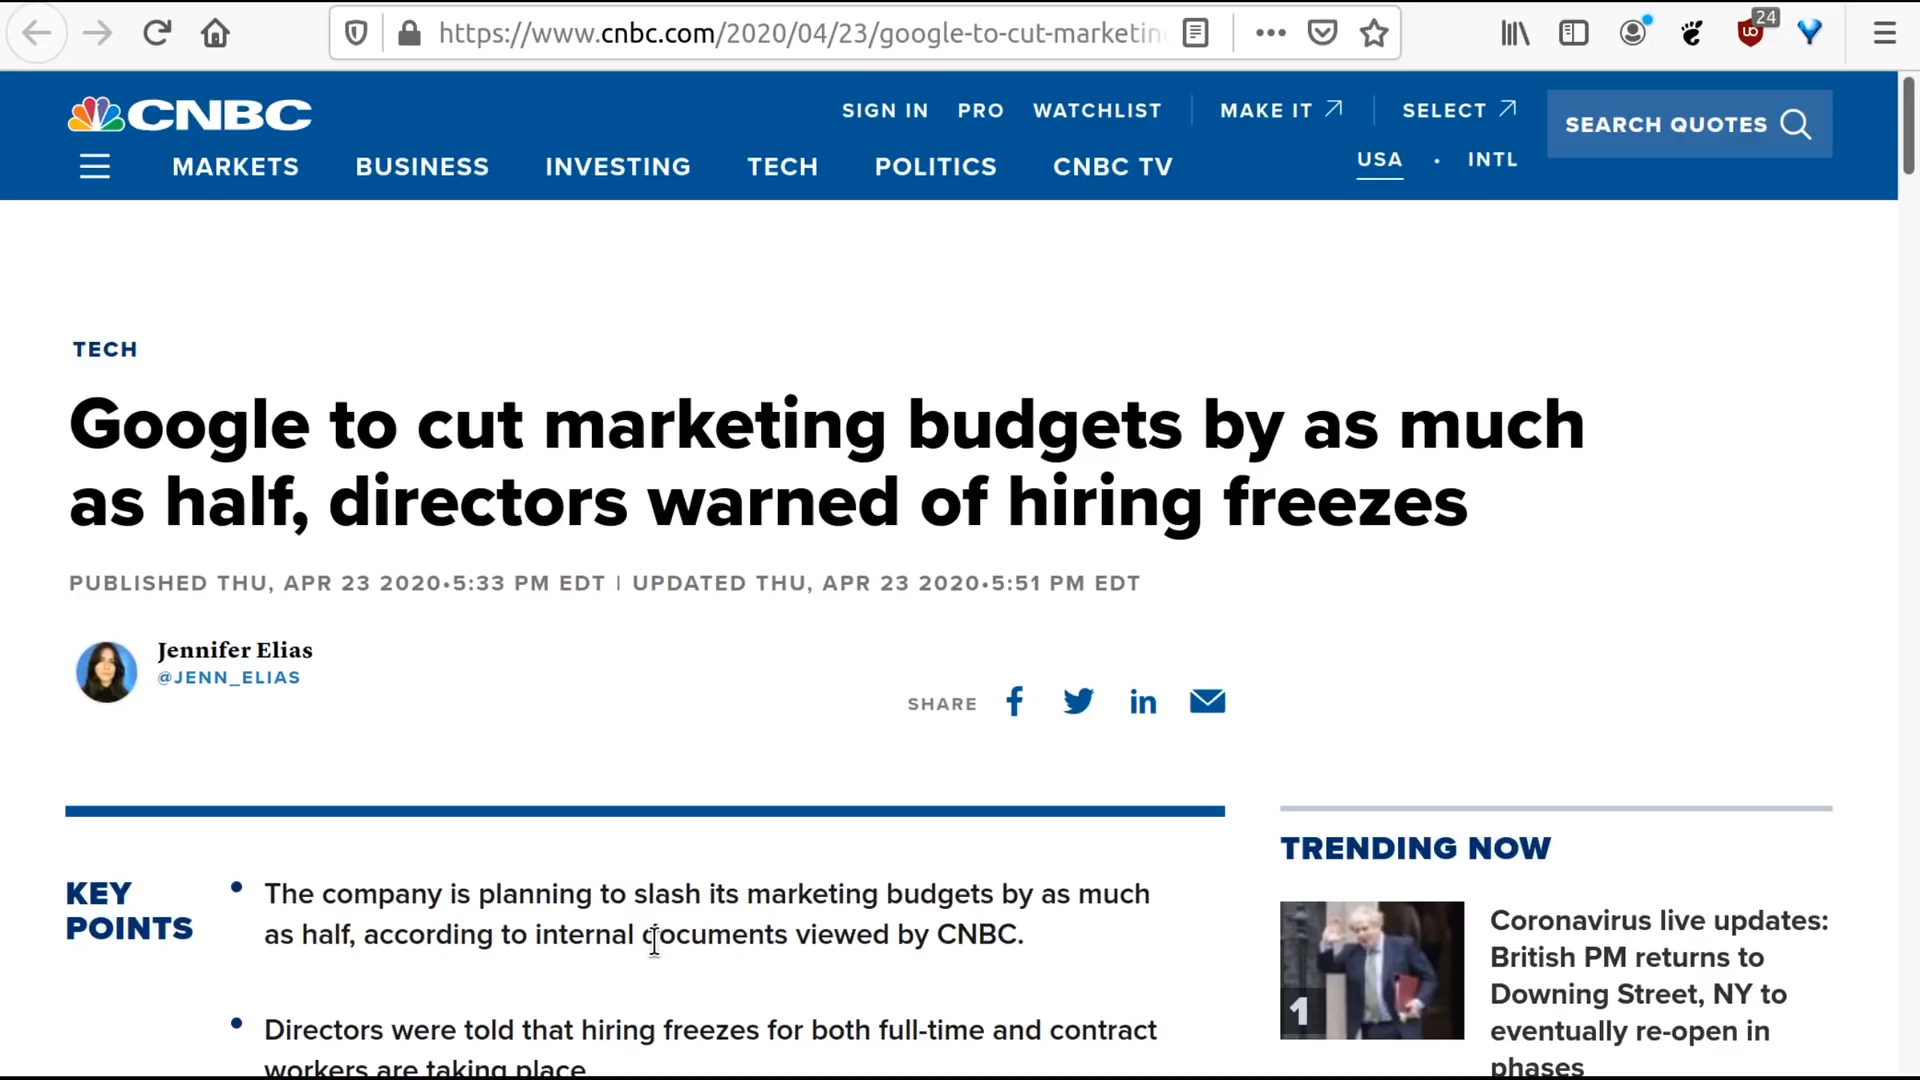 https://www.cnbc.com/2020/04/23/google-to-cut-marketin
24
CNBC
SIGN IN PRO WATCHLIST MAKE IT SELECT
SEARCH QUOTES
MARKETS BUSINESS INVESTING TECH POLITICS CNBC TV
USA • INTL
TECH
Google to cut marketing budgets by as much
as half, directors warned of hiring freezes
PUBLISHED THU, APR 23 2020•5:33 PM EDT | UPDATED THU, APR 23 2020•5:51 PM EDT
Jennifer Elias
@JENN_ELIAS
SHARE
KEY
POINTS
• The company is planning to slash its marketing budgets by as much
as half, according to internal documents viewed by CNBC.
• Directors were told that hiring freezes for both full-time and contract
workers are taking place
TRENDING NOW
1
Coronavirus live updates:
British PM returns to
Downing Street, NY to
eventually re-open in
phases